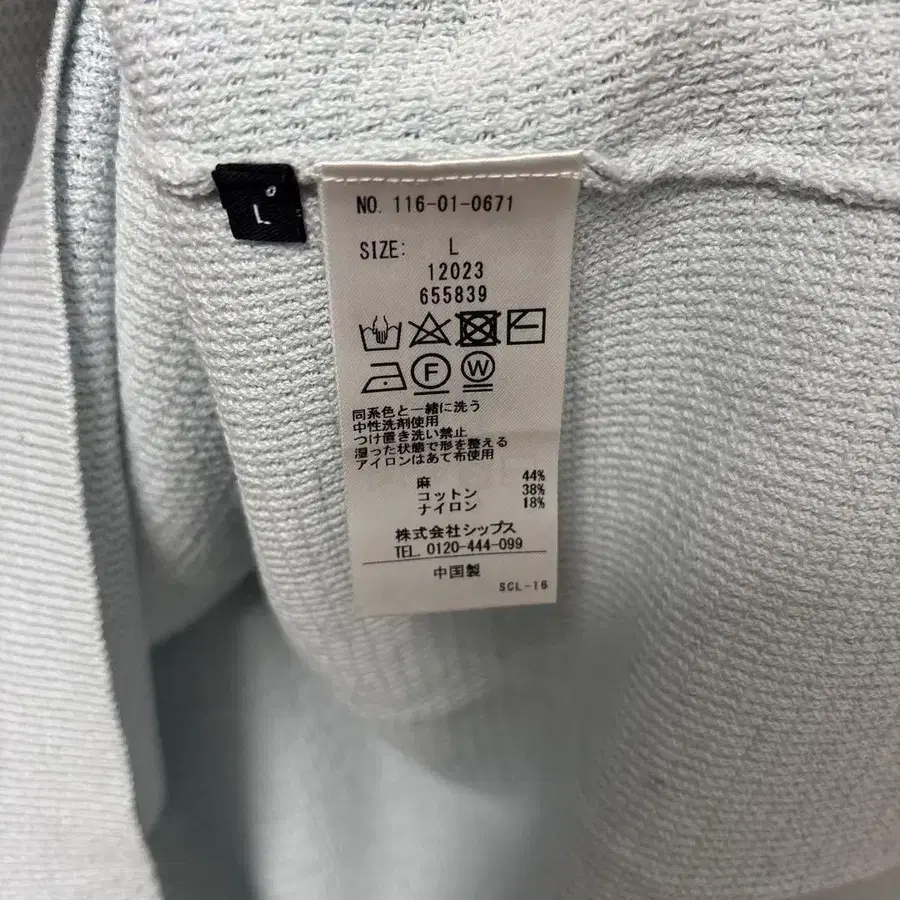 L
NO. 116-01-0671
SIZE: L
12023
655839
F W
同系色と一緒に洗う
中性洗剤使用
つけ置き洗い禁止
湿った状態で形を整える
アイロンはあて布使用
麻 44%
コットン 38%
ナイロン 18%
株式会社シップス
TEL. 0120-444-099
中国製
SCL-16